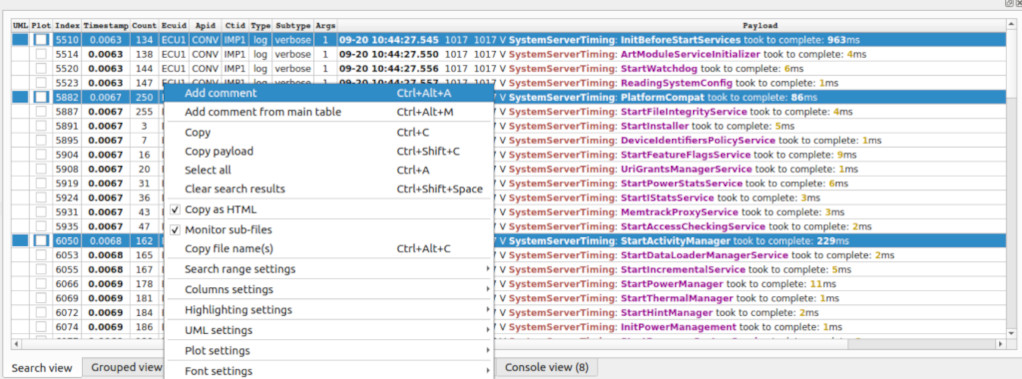 UML Plot Index Timestamp Count Ecuid Apid Ctid Type Subtype Args Payload
5510 0.0063 134 ECU1 CONV IMP1 log verbose 1 09-20 10:44:27.545 1017 1017 V SystemServerTiming: InitBeforeStartServices took to complete: 963ms
5514 0.0063 138 ECU1 CONV IMP1 log verbose 1 09-20 10:44:27.550 1017 1017 V SystemServerTiming: ArtModuleServiceInitializer took to complete: 4ms
5520 0.0063 144 ECU1 CONV IMP1 log verbose 1 09-20 10:44:27.556 1017 1017 V SystemServerTiming: StartWatchdog took to complete: 6ms
5523 0.0063 147 ECU1 CONV IMP1 log verbose 1 09-20 10:44:27.557 1017 1017 V SystemServerTiming: ReadingSystemConfig took to complete: 1ms
5882 0.0067 250 V SystemServerTiming: PlatformCompat took to complete: 86ms
5887 0.0067 255 V SystemServerTiming: StartFileIntegrityService took to complete: 4ms
5891 0.0067 3 V SystemServerTiming: StartInstaller took to complete: 5ms
5895 0.0067 7 V SystemServerTiming: DeviceIdentifiersPolicyService took to complete: 1ms
5904 0.0067 16 V SystemServerTiming: StartFeatureFlagsService took to complete: 9ms
5908 0.0067 20 V SystemServerTiming: UriGrantsManagerService took to complete: 1ms
5919 0.0067 31 V SystemServerTiming: StartPowerStatsService took to complete: 6ms
5924 0.0067 36 V SystemServerTiming: StartIStatsService took to complete: 3ms
5931 0.0067 43 V SystemServerTiming: MemtrackProxyService took to complete: 3ms
5935 0.0067 47 V SystemServerTiming: StartAccessCheckingService took to complete: 2ms
6050 0.0068 162 V SystemServerTiming: StartActivityManager took to complete: 229ms
6053 0.0068 165 V SystemServerTiming: StartDataLoaderManagerService took to complete: 2ms
6055 0.0068 167 V SystemServerTiming: StartIncrementalService took to complete: 5ms
6066 0.0069 178 V SystemServerTiming: StartPowerManager took to complete: 11ms
6069 0.0069 181 V SystemServerTiming: StartThermalManager took to complete: 1ms
6072 0.0069 184 V SystemServerTiming: StartHintManager took to complete: 2ms
6074 0.0069 186 V SystemServerTiming: InitPowerManagement took to complete: 1ms
Add comment Ctrl+Alt+A
Add comment from main table Ctrl+Alt+M
Copy Ctrl+C
Copy payload Ctrl+Shift+C
Select all Ctrl+A
Clear search results Ctrl+Shift+Space
Copy as HTML
Monitor sub-files
Copy file name(s) Ctrl+Alt+C
Search range settings
Columns settings
Highlighting settings
UML settings
Plot settings
Font settings
Search view Grouped view Console view (8)